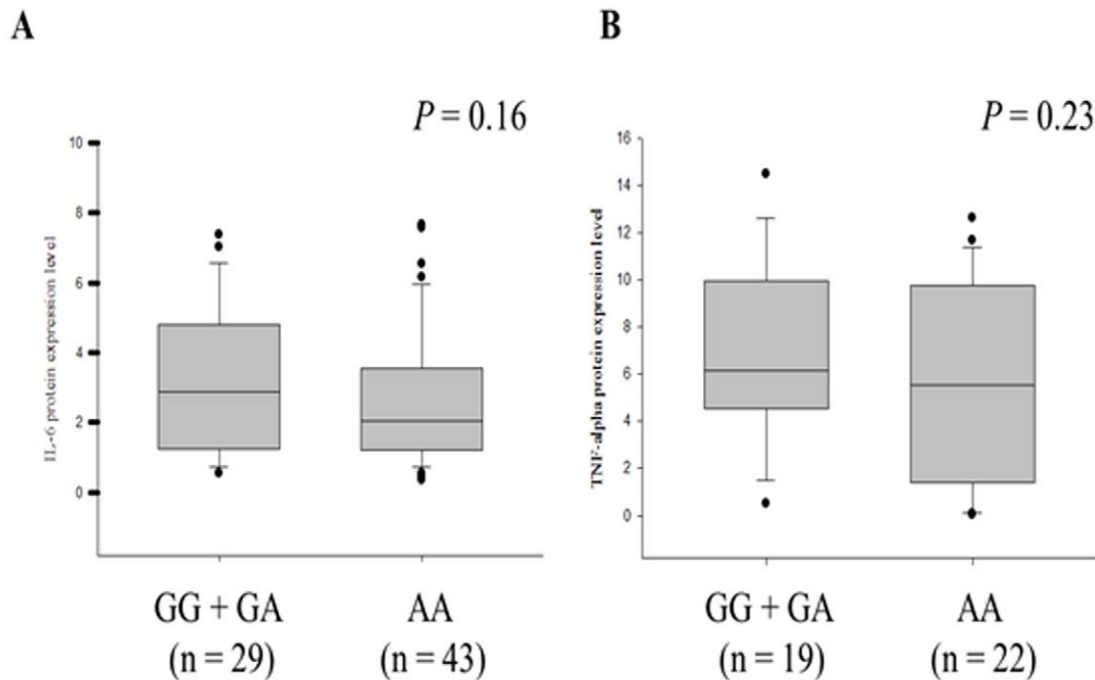 A
B
P = 0.16
P = 0.23
IL-6 protein expression level
10
8
6
4
2
0
TNF-alpha protein expression level
16
14
12
10
8
6
4
2
0
GG + GA
AA
GG + GA
AA
(n = 29)
(n = 43)
(n = 19)
(n = 22)